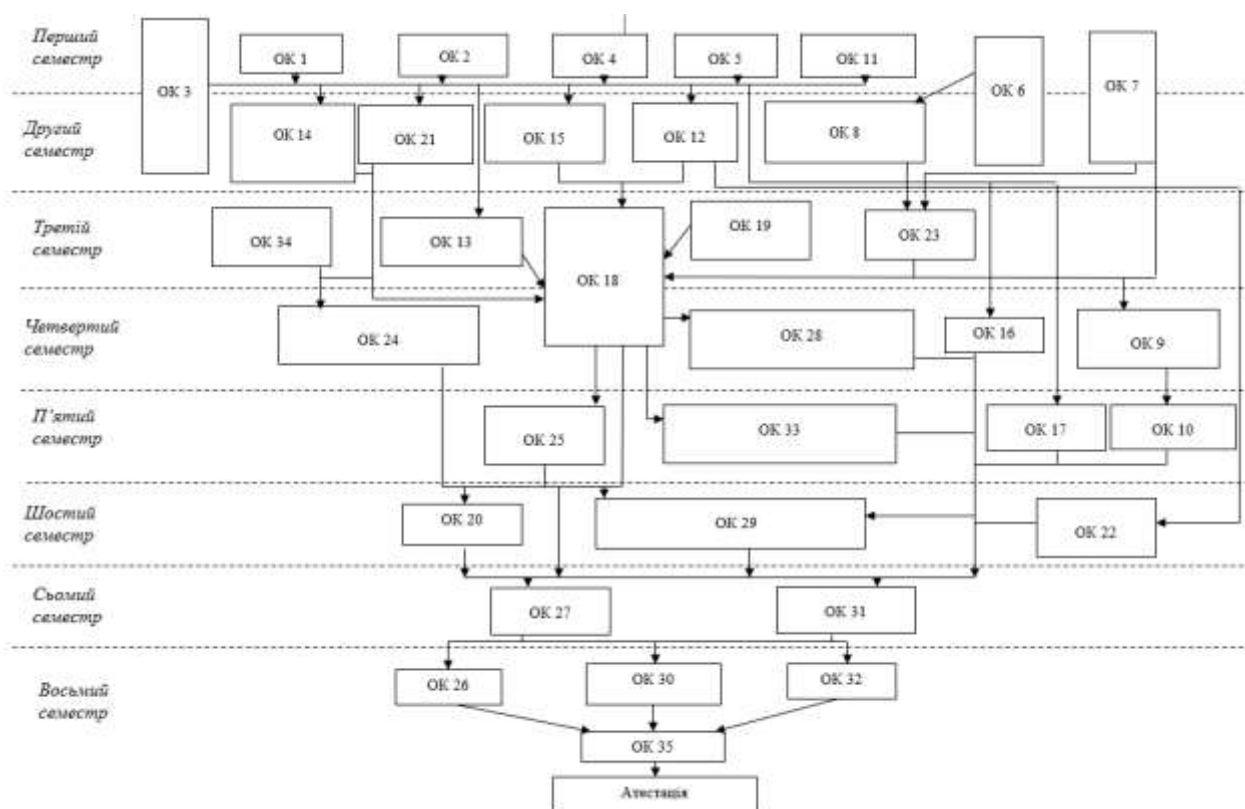 Перший
семестр
ОК 3
ОК 1
ОК 2
ОК 4
ОК 5
ОК 11
ОК 6
ОК 7
Другий
семестр
ОК 14
ОК 21
ОК 15
ОК 12
ОК 8
Третій
семестр
ОК 34
ОК 13
ОК 18
ОК 19
ОК 23
Четвертий
семестр
ОК 24
ОК 28
ОК 16
ОК 9
П’ятий
семестр
ОК 25
ОК 33
ОК 17
ОК 10
Шостий
семестр
ОК 20
ОК 29
ОК 22
Сьомий
семестр
ОК 27
ОК 31
Восьмий
семестр
ОК 26
ОК 30
ОК 32
ОК 35
Атестація